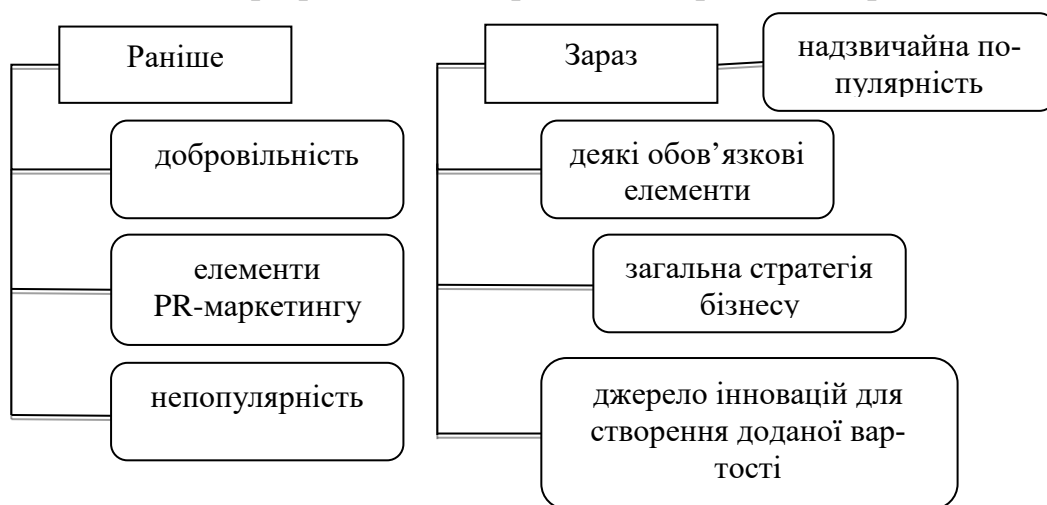 Раніше
добровільність
елементи
PR-маркетингу
непопулярність
Зараз
надзвичайна по-
пулярність
деякі обов’язкові
елементи
загальна стратегія
бізнесу
джерело інновацій для
створення доданої вар-
тості